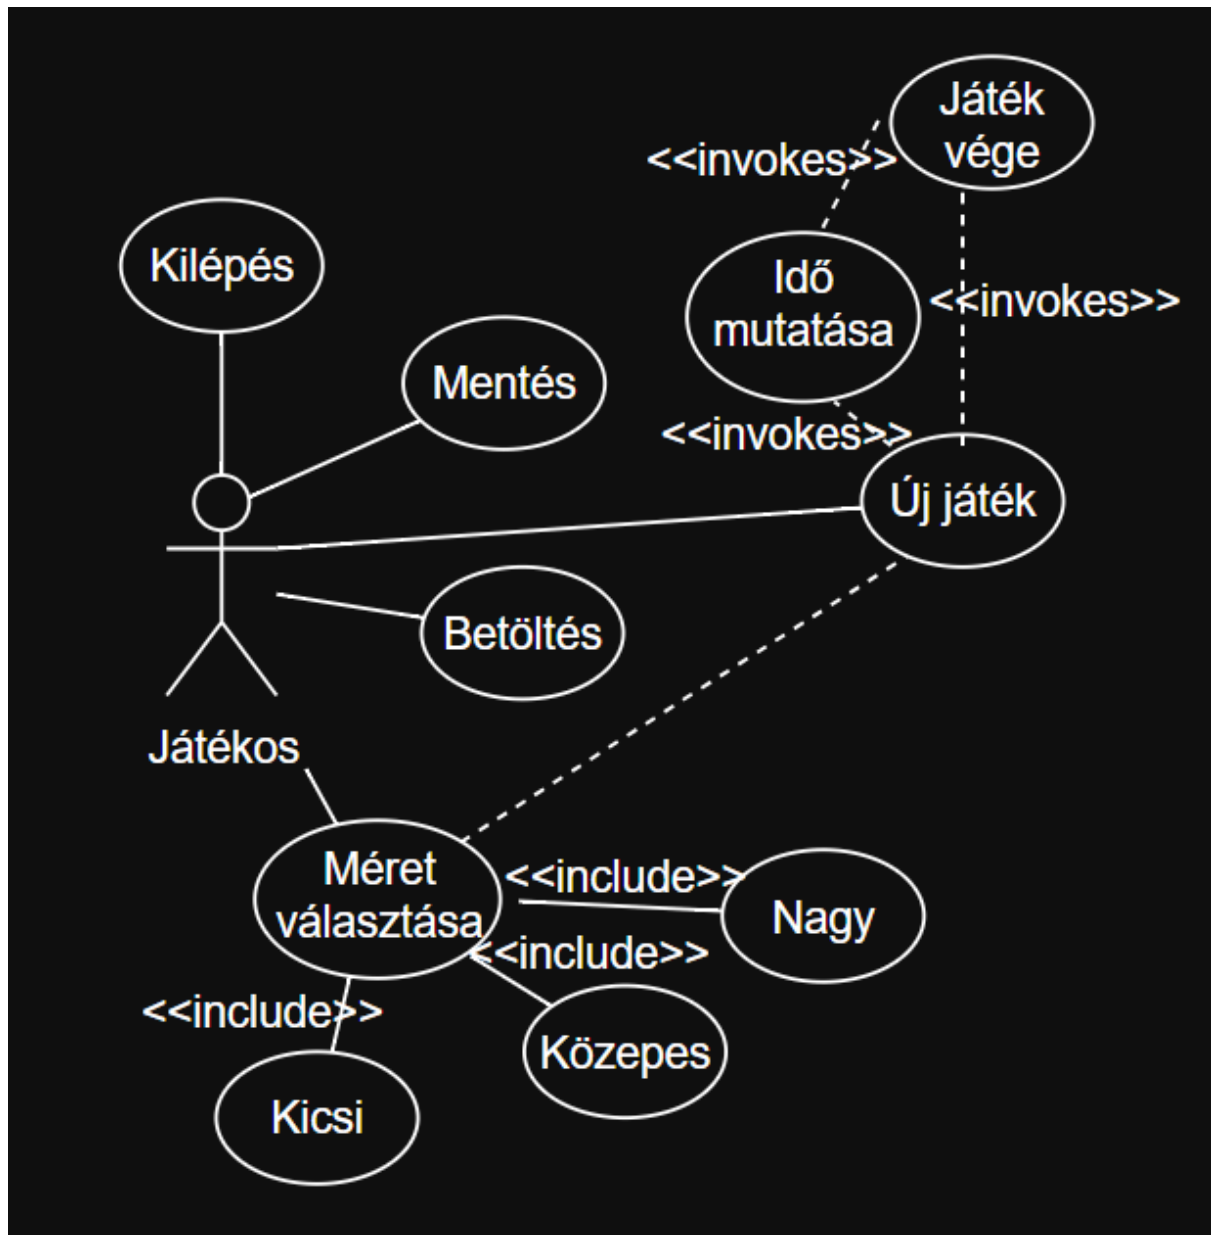 Játék
vége
<<invokes>>
Kilépés
Idő
mutatása
<<invokes>>
Mentés
<<invokes>>
Új játék
Betöltés
Játékos
Méret
választása
<<include>>
Nagy
<<include>>
<<include>>
Közepes
Kicsi